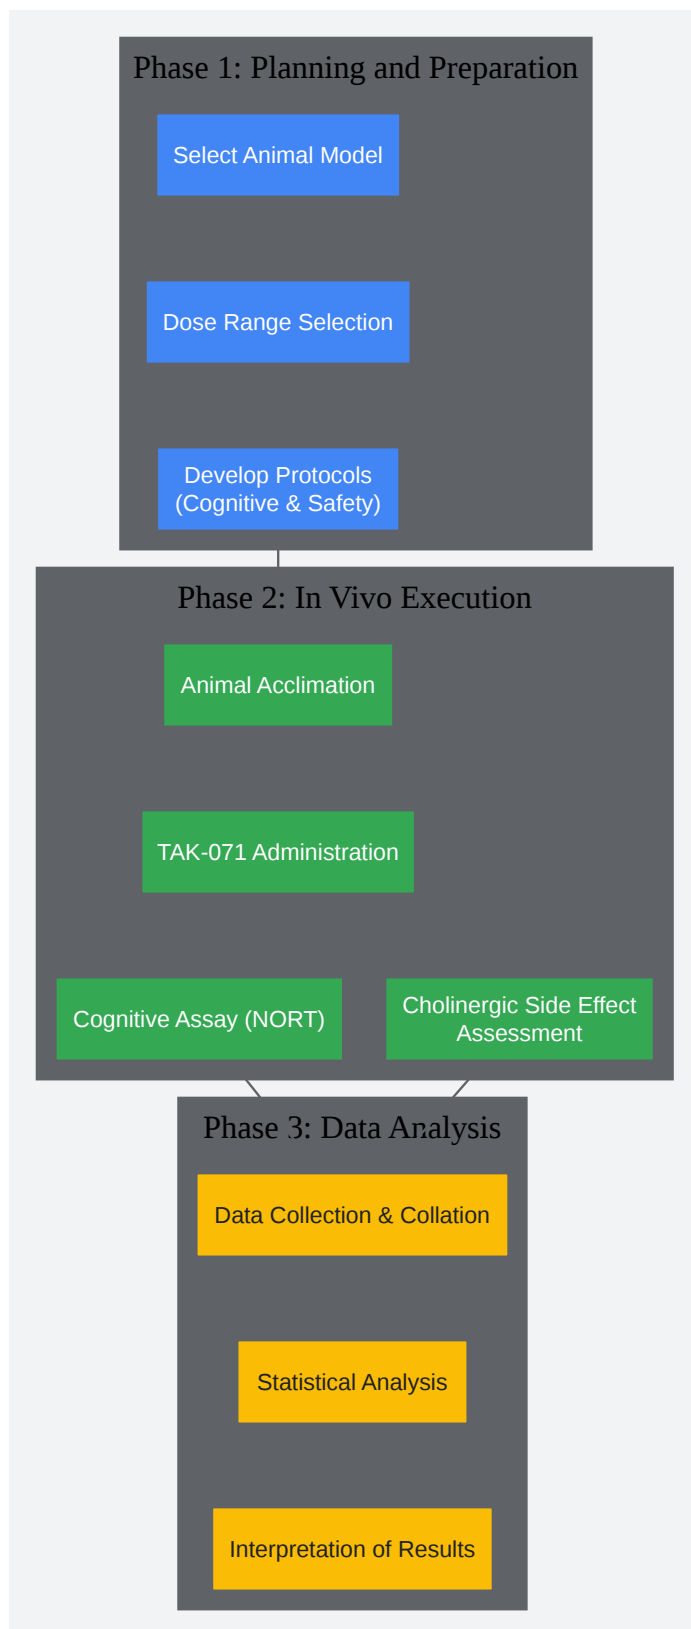 Phase 1: Planning and Preparation
Select Animal Model
Dose Range Selection
Develop Protocols
(Cognitive & Safety)
Phase 2: In Vivo Execution
Animal Acclimation
TAK-071 Administration
Cognitive Assay (NORT)
Cholinergic Side Effect
Assessment
Phase 3: Data Analysis
Data Collection & Collation
Statistical Analysis
Interpretation of Results